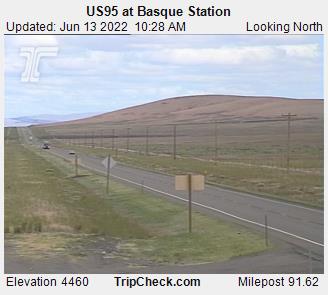 US95 at Basque Station
Updated: Jun 13 2022 10:28 AM Looking North
Elevation 4460 TripCheck.com Milepost 91.62